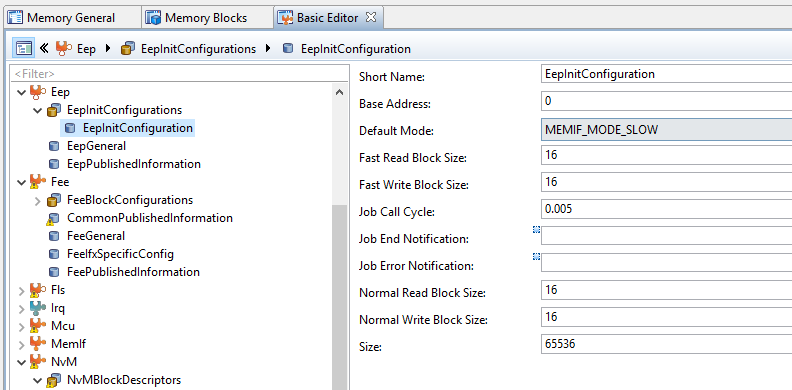 Memory General
Memory Blocks
Basic Editor
Eep
EepInitConfigurations
EepInitConfiguration
<Filter>
Eep
EepInitConfigurations
EepInitConfiguration
EepGeneral
EepPublishedInformation
Fee
FeeBlockConfigurations
CommonPublishedInformation
FeeGeneral
FeeIfxSpecificConfig
FeePublishedInformation
Fls
Irq
Mcu
MemIf
NvM
NvMBlockDescriptors
Short Name: EepInitConfiguration
Base Address: 0
Default Mode: MEMIF_MODE_SLOW
Fast Read Block Size: 16
Fast Write Block Size: 16
Job Call Cycle: 0.005
Job End Notification:
Job Error Notification:
Normal Read Block Size: 16
Normal Write Block Size: 16
Size: 65536